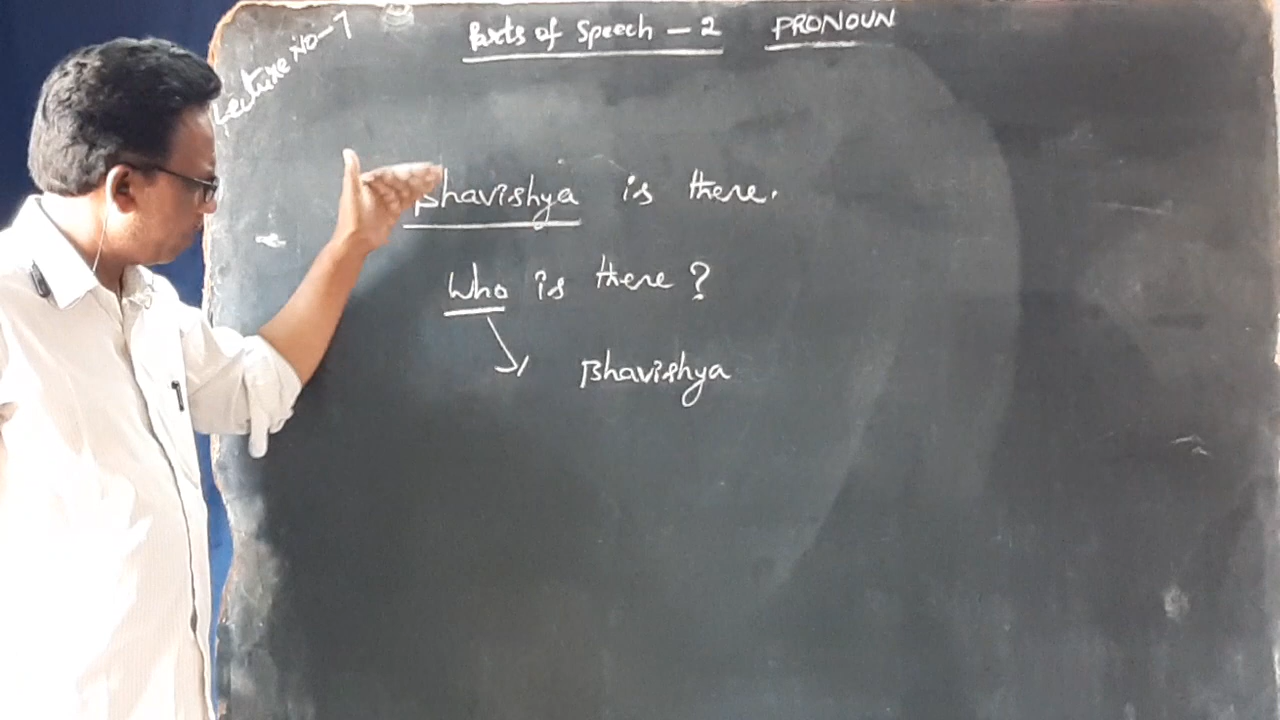 Lecture No-7
Parts of Speech - 2 PRONOUN
Bhavishya is there.
Who is there?
Bhavishya